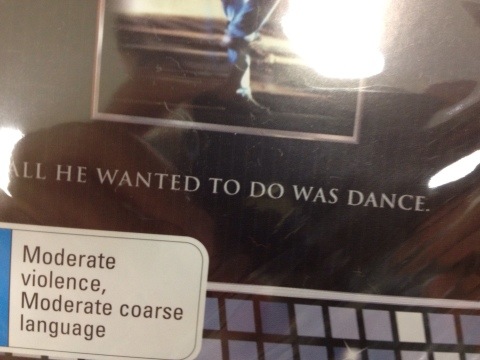 ALL HE WANTED TO DO WAS DANCE.
Moderate
violence,
Moderate coarse
language